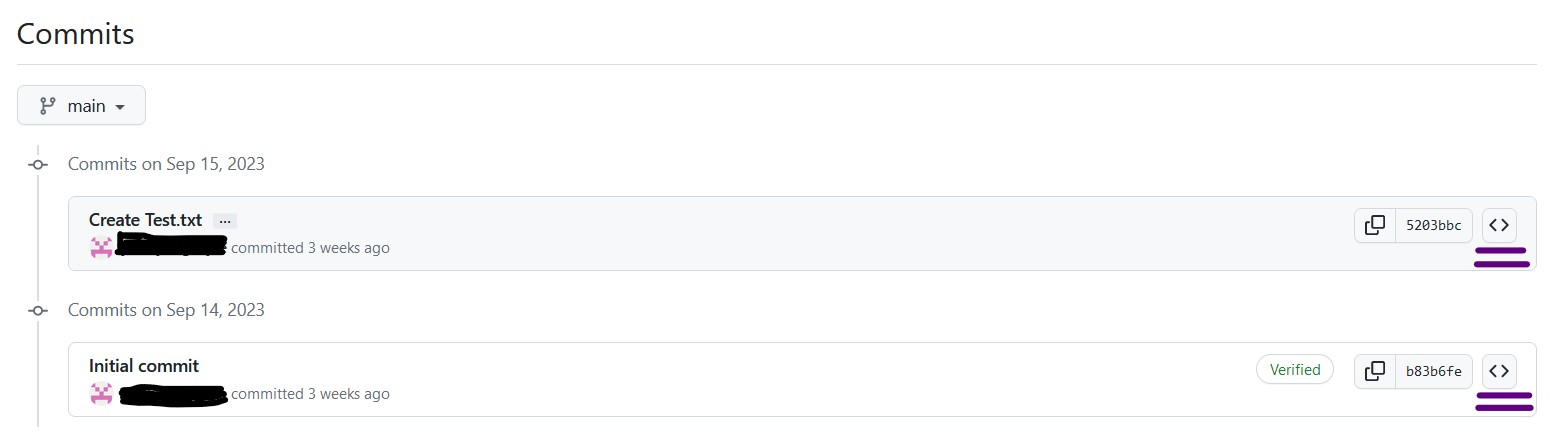 Commits
main
Commits on Sep 15, 2023
Create Test.txt ...
committed 3 weeks ago
5203bbc
<>
Commits on Sep 14, 2023
Initial commit
committed 3 weeks ago
Verified
b83b6fe
<>